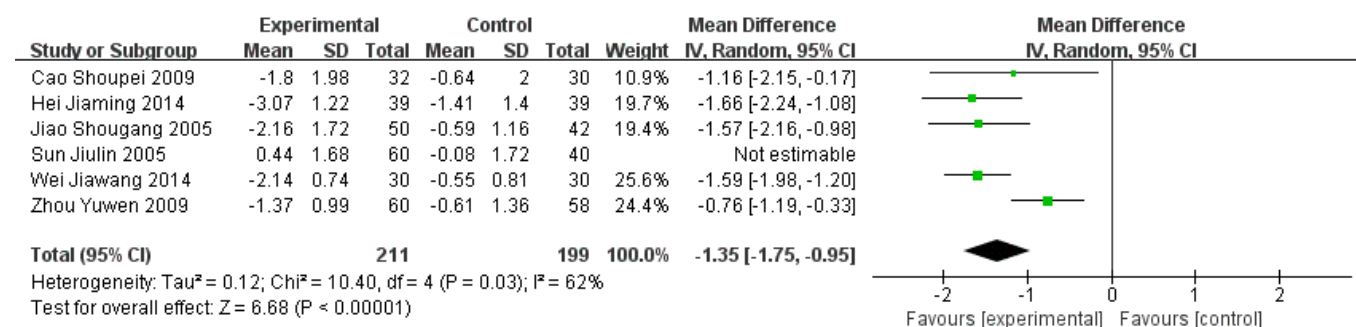 Experimental Control Mean Difference Mean Difference
Study or Subgroup Mean SD Total Mean SD Total Weight IV, Random, 95% CI IV, Random, 95% CI
Cao Shoupei 2009 -1.8 1.98 32 -0.64 2 30 10.9% -1.16 [-2.15, -0.17]
Hei Jiaming 2014 -3.07 1.22 39 -1.41 1.4 39 19.7% -1.66 [-2.24, -1.08]
Jiao Shougang 2005 -2.16 1.72 50 -0.59 1.16 42 19.4% -1.57 [-2.16, -0.98]
Sun Jiulin 2005 0.44 1.68 60 -0.08 1.72 40 Not estimable
Wei Jiawang 2014 -2.14 0.74 30 -0.55 0.81 30 25.6% -1.59 [-1.98, -1.20]
Zhou Yuwen 2009 -1.37 0.99 60 -0.61 1.36 58 24.4% -0.76 [-1.19, -0.33]
Total (95% CI) 211 199 100.0% -1.35 [-1.75, -0.95]
Heterogeneity: Tau² = 0.12; Chi² = 10.40, df = 4 (P = 0.03); I² = 62%
Test for overall effect: Z = 6.68 (P < 0.00001)
-2 -1 0 1 2
Favours [experimental] Favours [control]